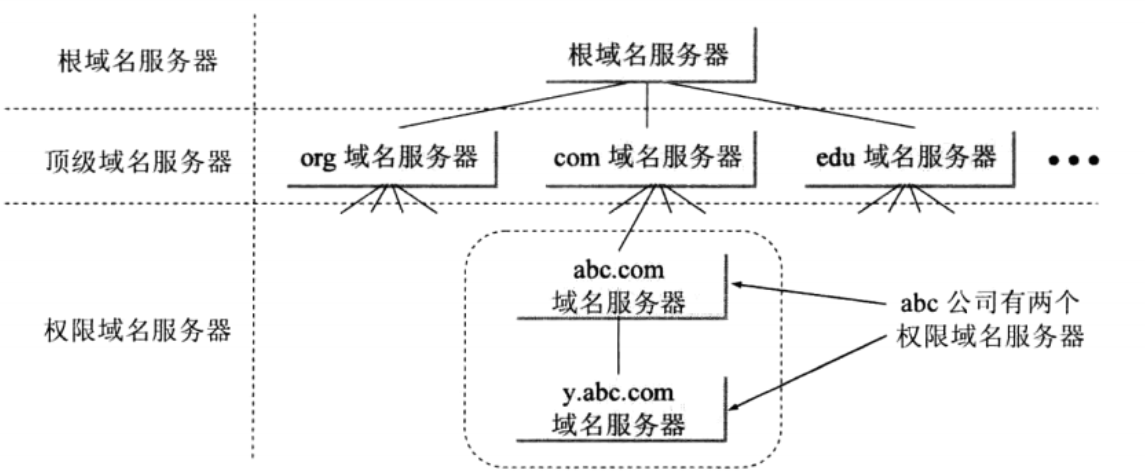 根域名服务器
根域名服务器
顶级域名服务器
org 域名服务器
com 域名服务器
edu 域名服务器
•••
权限域名服务器
abc.com
域名服务器
y.abc.com
域名服务器
abc 公司有两个
权限域名服务器